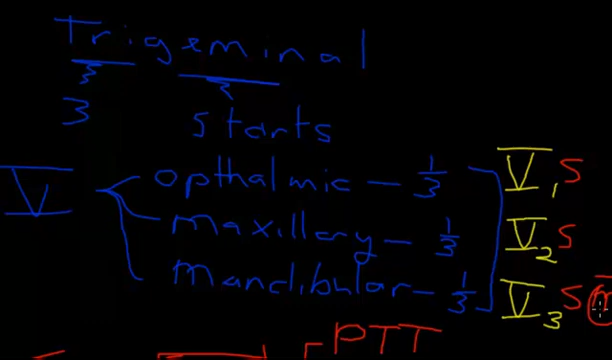 Trigeminal
3 starts
V opthalmic – 1/3 V1 S
maxillary – 1/3 V2 S
mandibular – 1/3 V3 S m
PTT